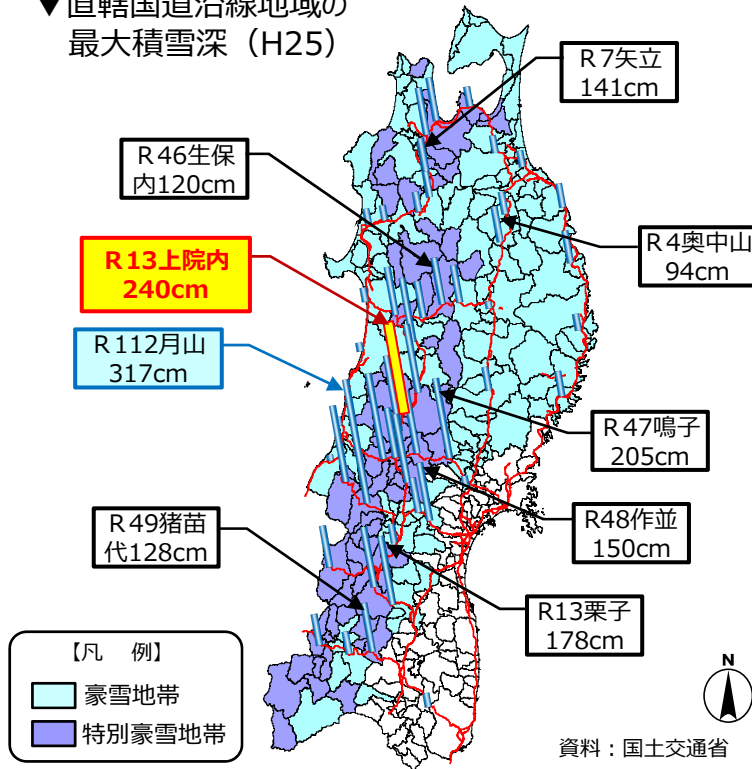 ▼直轄国道沿線地域の
最大積雪深（H25）
R7矢立
141cm
R46生保
内120cm
R4奥中山
94cm
R13上院内
240cm
R112月山
317cm
R47鳴子
205cm
R48作並
150cm
R49猪苗
代128cm
R13栗子
178cm
【凡　例】
豪雪地帯
特別豪雪地帯
N
資料：国土交通省